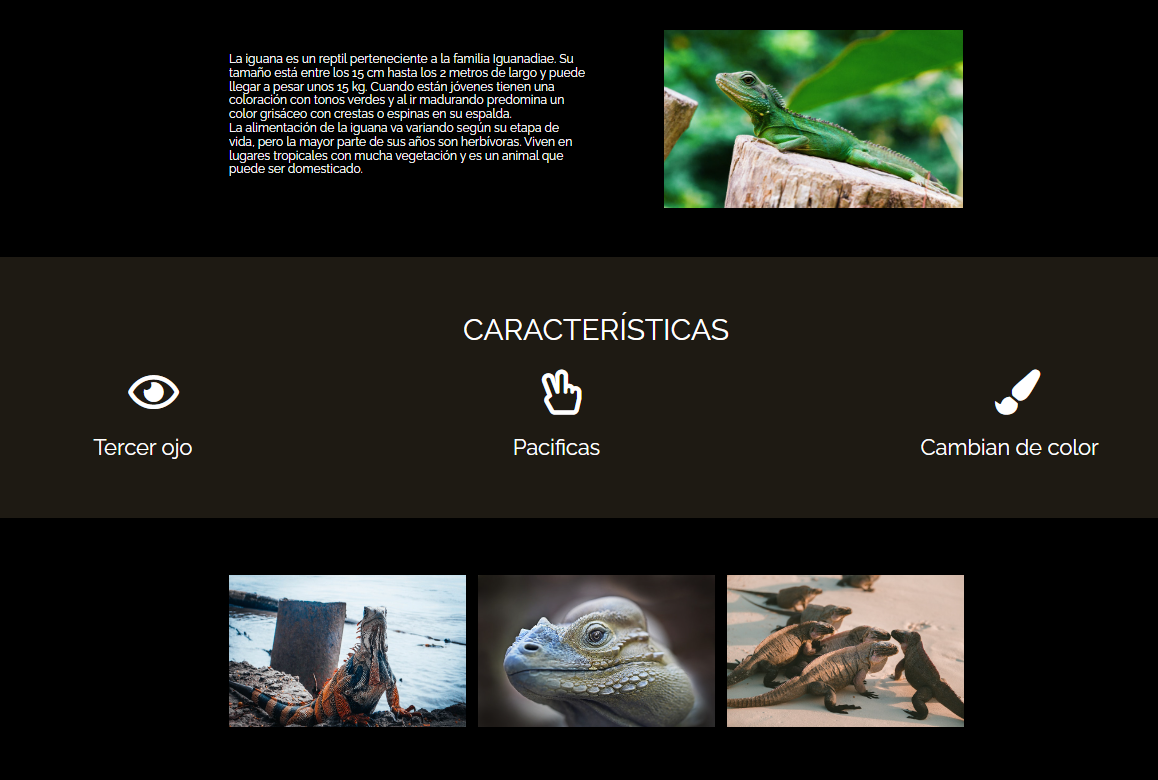 La iguana es un reptil perteneciente a la familia Iguanadiae. Su
tamaño está entre los 15 cm hasta los 2 metros de largo y puede
llegar a pesar unos 15 kg. Cuando están jóvenes tienen una
coloración con tonos verdes y al ir madurando predomina un
color grisáceo con crestas o espinas en su espalda.
La alimentación de la iguana va variando según su etapa de
vida, pero la mayor parte de sus años son herbívoras. Viven en
lugares tropicales con mucha vegetación y es un animal que
puede ser domesticado.
CARACTERÍSTICAS
Tercer ojo
Pacificas
Cambian de color